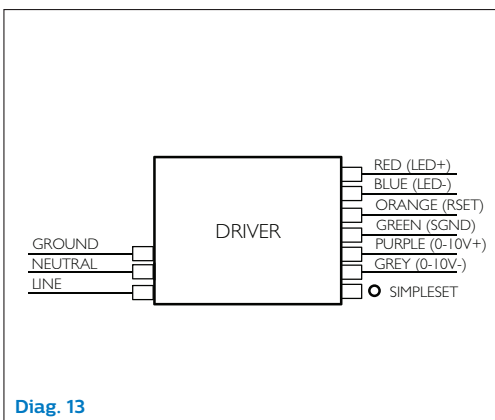 RED (LED+)
BLUE (LED-)
ORANGE (RSET)
GREEN (SGND)
PURPLE (0-10V+)
GREY (0-10V-)
SIMPLESET
DRIVER
GROUND
NEUTRAL
LINE
Diag. 13